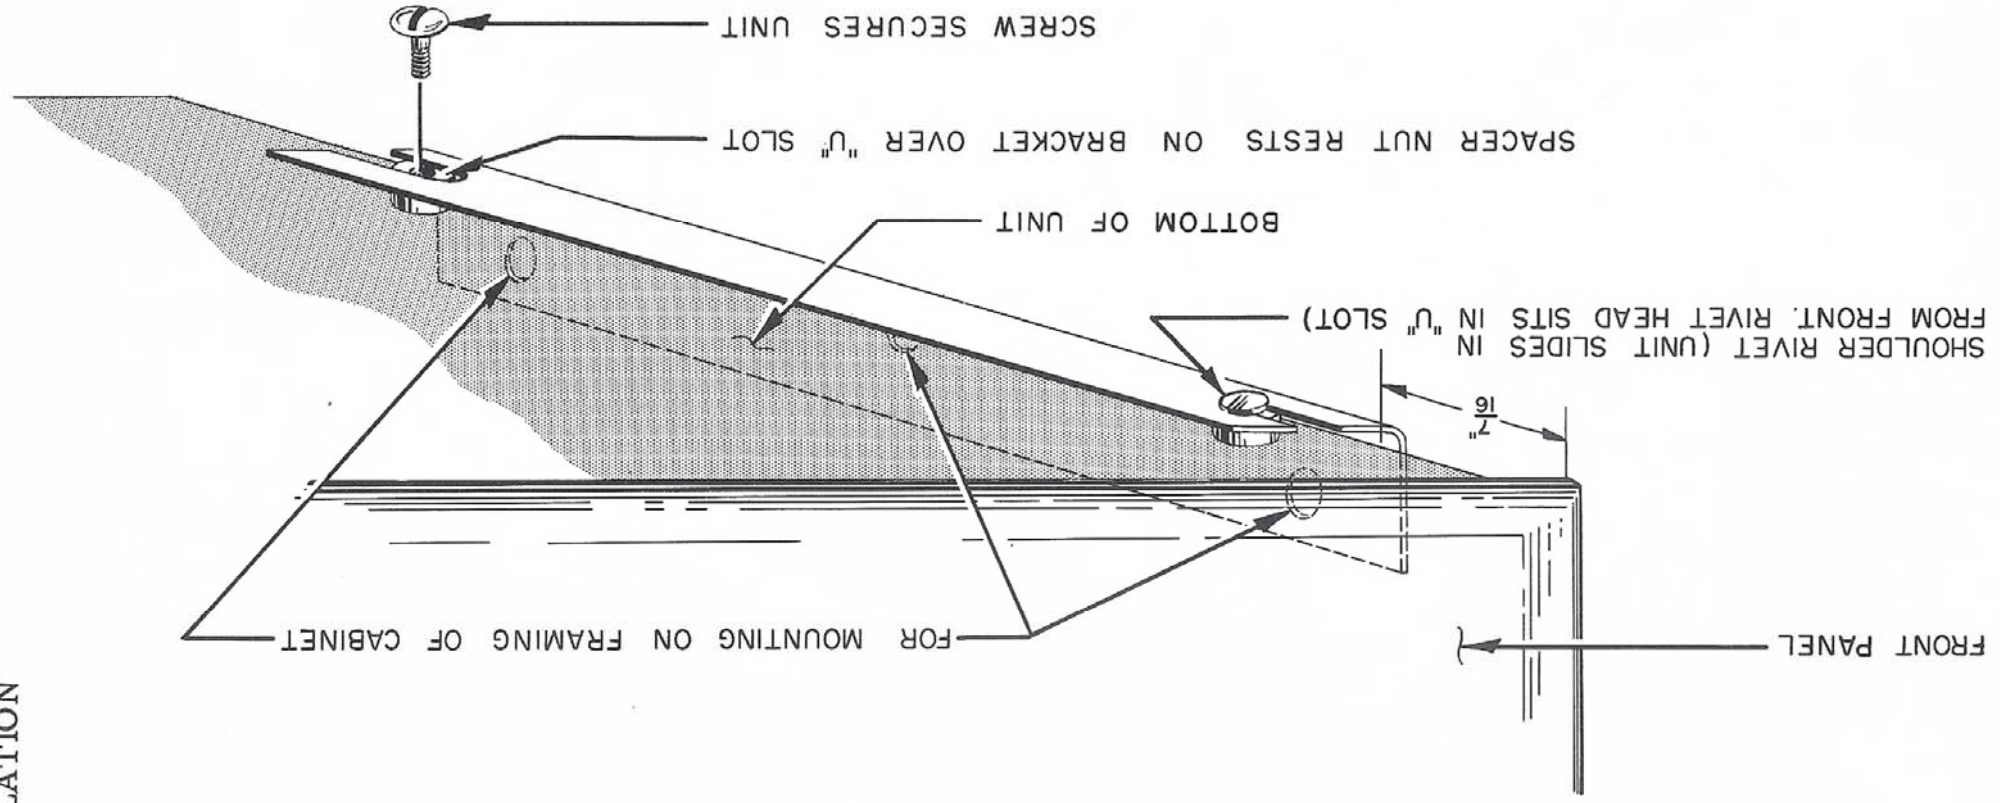 FRONT PANEL
FOR MOUNTING ON FRAMING OF CABINET
7"
16
SHOULDER RIVET (UNIT SLIDES IN
FROM FRONT. RIVET HEAD SITS IN "U" SLOT)
BOTTOM OF UNIT
SPACER NUT RESTS ON BRACKET OVER "U" SLOT
SCREW SECURES UNIT
LATION